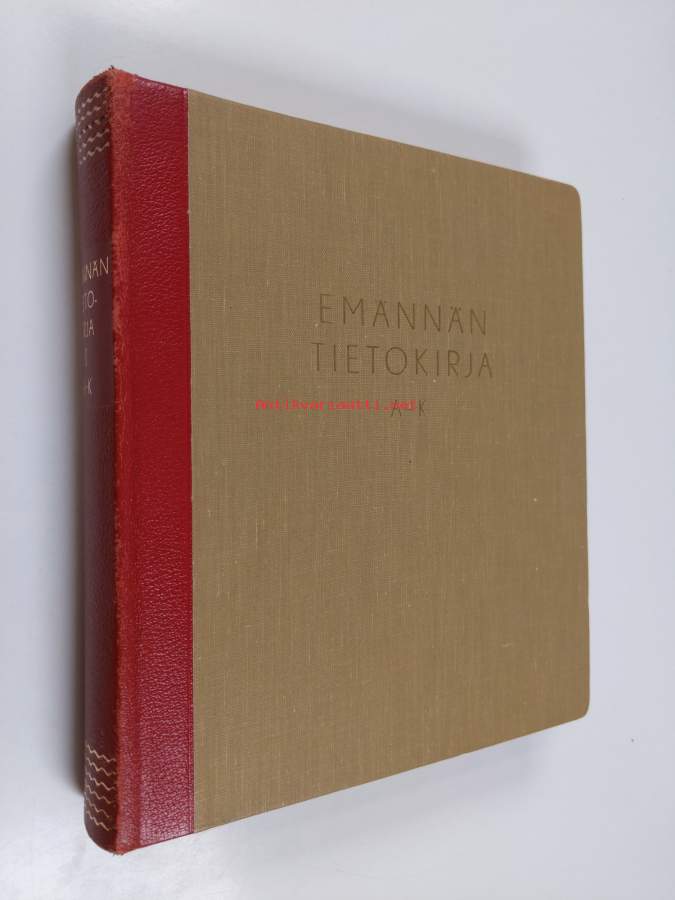 EMÄNNÄN
TIETOKIRJA
A-K
Antikvariaatti.net